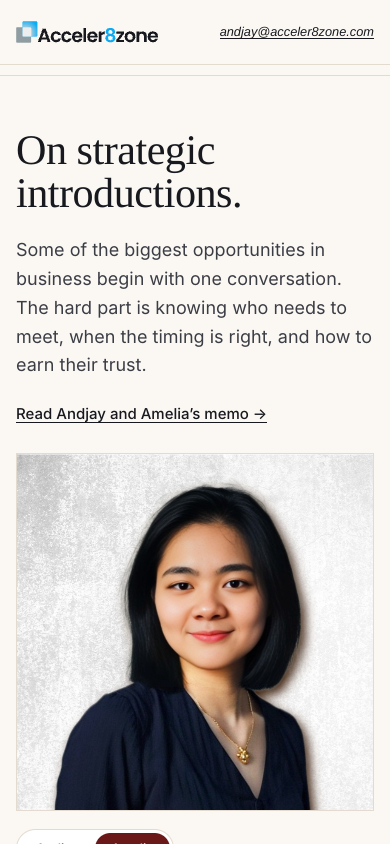 Acceler8zone
andjay@acceler8zone.com
On strategic
introductions.
Some of the biggest opportunities in
business begin with one conversation.
The hard part is knowing who needs to
meet, when the timing is right, and how to
earn their trust.
Read Andjay and Amelia’s memo →